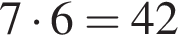 7 · 6 = 42